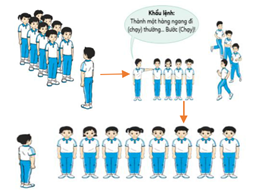 Khẩu lệnh:
Thành một hàng ngang đi
(chạy) thường... Bước (Chạy)!